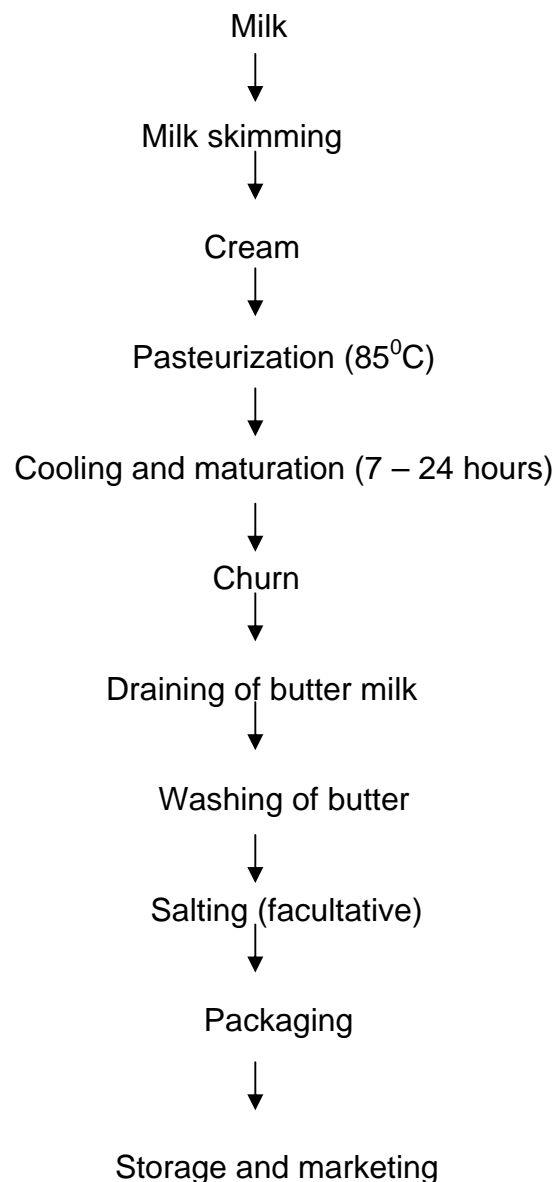 Milk
Milk skimming
Cream
Pasteurization (85⁰C)
Cooling and maturation (7 – 24 hours)
Churn
Draining of butter milk
Washing of butter
Salting (facultative)
Packaging
Storage and marketing